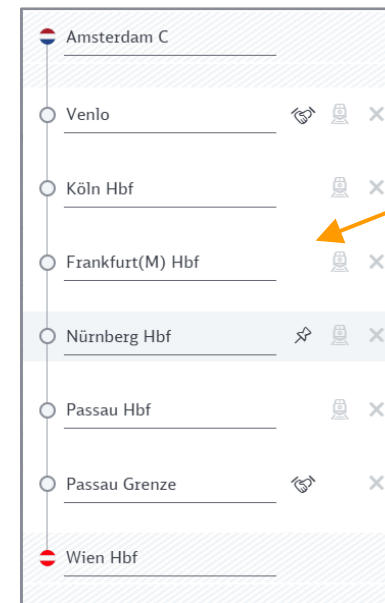 Amsterdam C
Venlo
Köln Hbf
Frankfurt(M) Hbf
Nürnberg Hbf
Passau Hbf
Passau Grenze
Wien Hbf